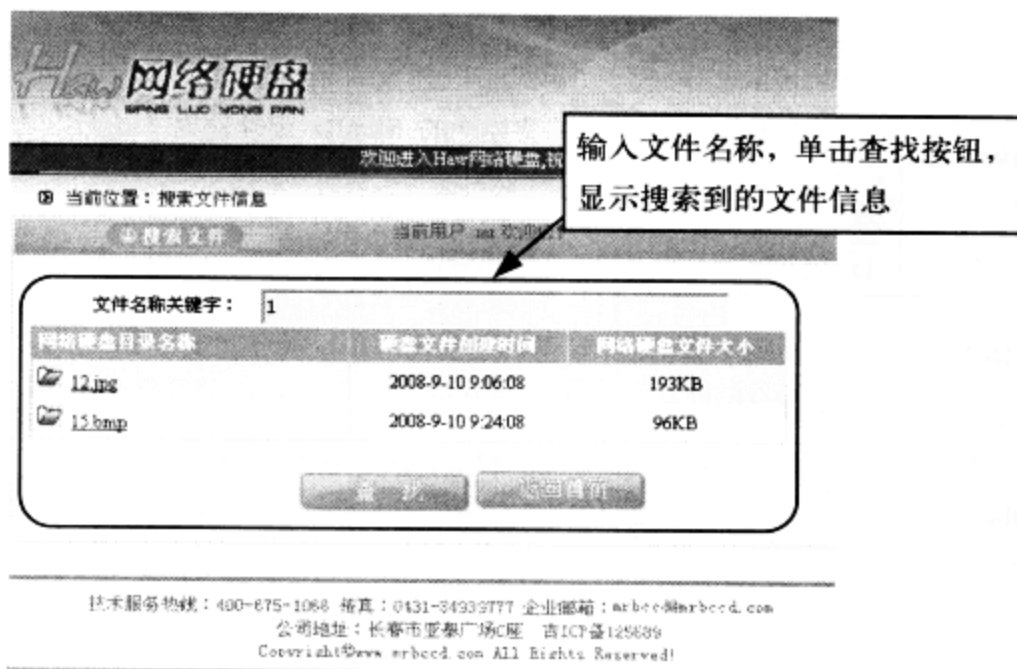 Haw 网络硬盘
WANG LUO YONG PAN
欢迎进入Haw网络硬盘,祝
输入文件名称，单击查找按钮，
显示搜索到的文件信息
当前位置：搜索文件信息
搜索文件
当前用户
文件名称关键字： 1
网络硬盘目录名称 硬盘文件创建时间 网络硬盘文件大小
12.jpg 2008-9-10 9:06:08 193KB
15.bmp 2008-9-10 9:24:08 96KB
查 找 返回首页
技术服务热线：400-675-1066 传真：0431-84939777 企业邮箱：mrbccd@mrbccd.com
公司地址：长春市亚泰广场C座 吉ICP备125689
Copyright©www.mrbccd.com All Rights Reserved!